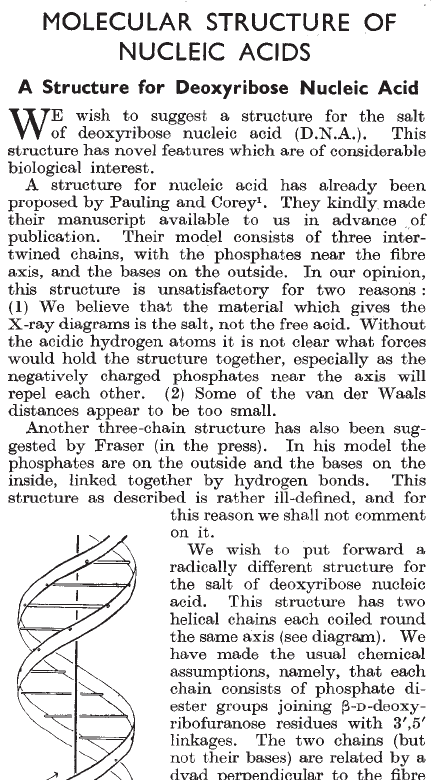 MOLECULAR STRUCTURE OF
NUCLEIC ACIDS
A Structure for Deoxyribose Nucleic Acid
WE wish to suggest a structure for the salt
of deoxyribose nucleic acid (D.N.A.). This
structure has novel features which are of considerable
biological interest.
A structure for nucleic acid has already been
proposed by Pauling and Corey¹. They kindly made
their manuscript available to us in advance of
publication. Their model consists of three inter-
twined chains, with the phosphates near the fibre
axis, and the bases on the outside. In our opinion,
this structure is unsatisfactory for two reasons :
(1) We believe that the material which gives the
X-ray diagrams is the salt, not the free acid. Without
the acidic hydrogen atoms it is not clear what forces
would hold the structure together, especially as the
negatively charged phosphates near the axis will
repel each other. (2) Some of the van der Waals
distances appear to be too small.
Another three-chain structure has also been sug-
gested by Fraser (in the press). In his model the
phosphates are on the outside and the bases on the
inside, linked together by hydrogen bonds. This
structure as described is rather ill-defined, and for
this reason we shall not comment
on it.
We wish to put forward a
radically different structure for
the salt of deoxyribose nucleic
acid. This structure has two
helical chains each coiled round
the same axis (see diagram). We
have made the usual chemical
assumptions, namely, that each
chain consists of phosphate di-
ester groups joining β-D-deoxy-
ribofuranose residues with 3′,5′
linkages. The two chains (but
not their bases) are related by a
dyad perpendicular to the fibre